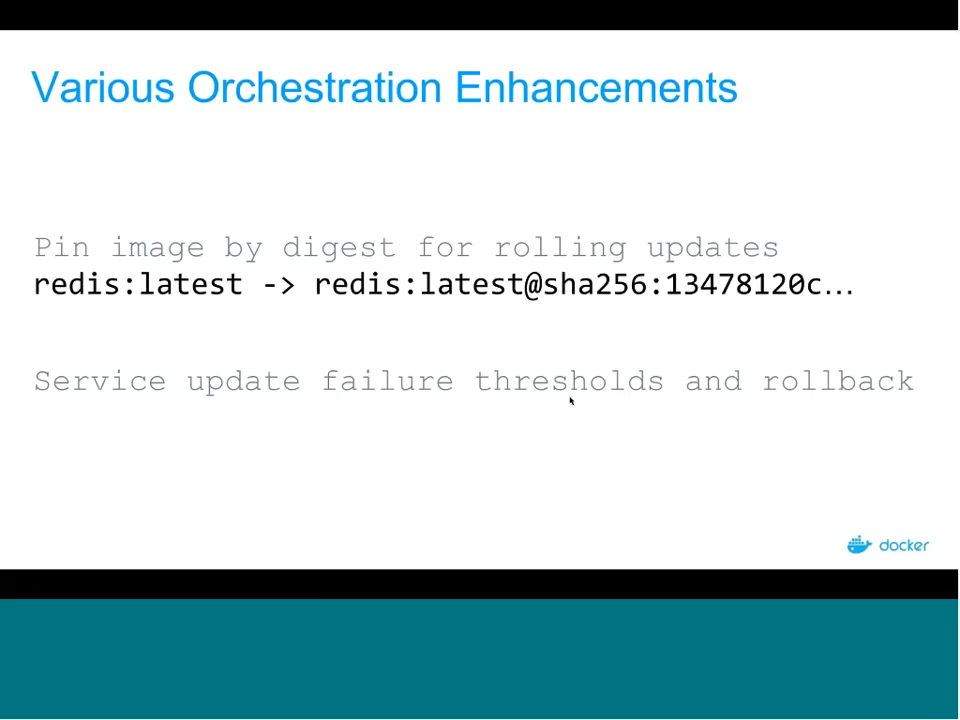 Various Orchestration Enhancements
Pin image by digest for rolling updates
redis:latest -> redis:latest@sha256:13478120c…
Service update failure thresholds and rollback
docker